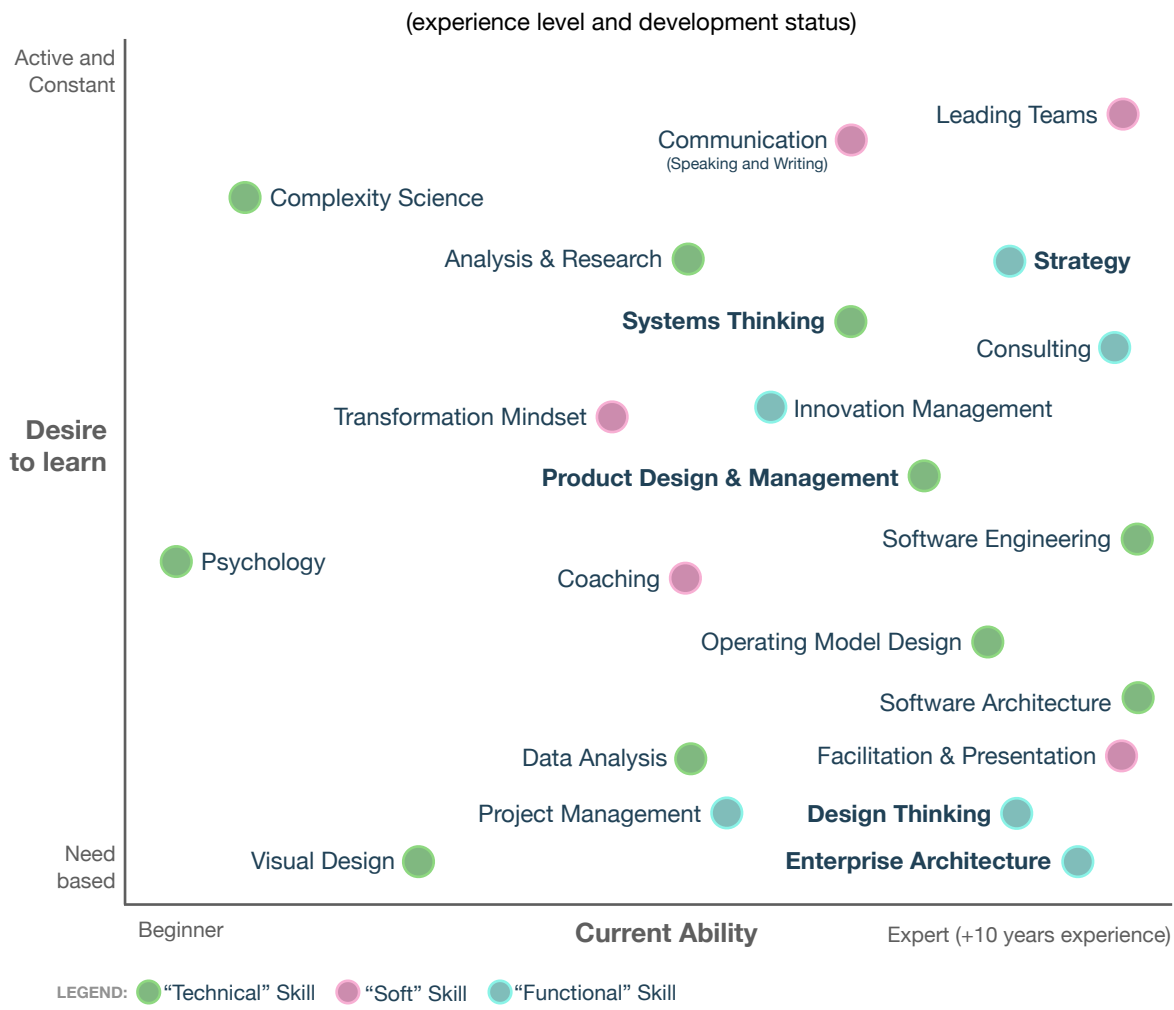 (experience level and development status)
Active and
Constant
Leading Teams
Communication
(Speaking and Writing)
Complexity Science
Analysis & Research
Strategy
Systems Thinking
Consulting
Transformation Mindset
Innovation Management
Desire
to learn
Product Design & Management
Software Engineering
Psychology
Coaching
Operating Model Design
Software Architecture
Data Analysis
Facilitation & Presentation
Project Management
Design Thinking
Need
based
Visual Design
Enterprise Architecture
Beginner
Current Ability
Expert (+10 years experience)
LEGEND: “Technical” Skill “Soft” Skill “Functional” Skill